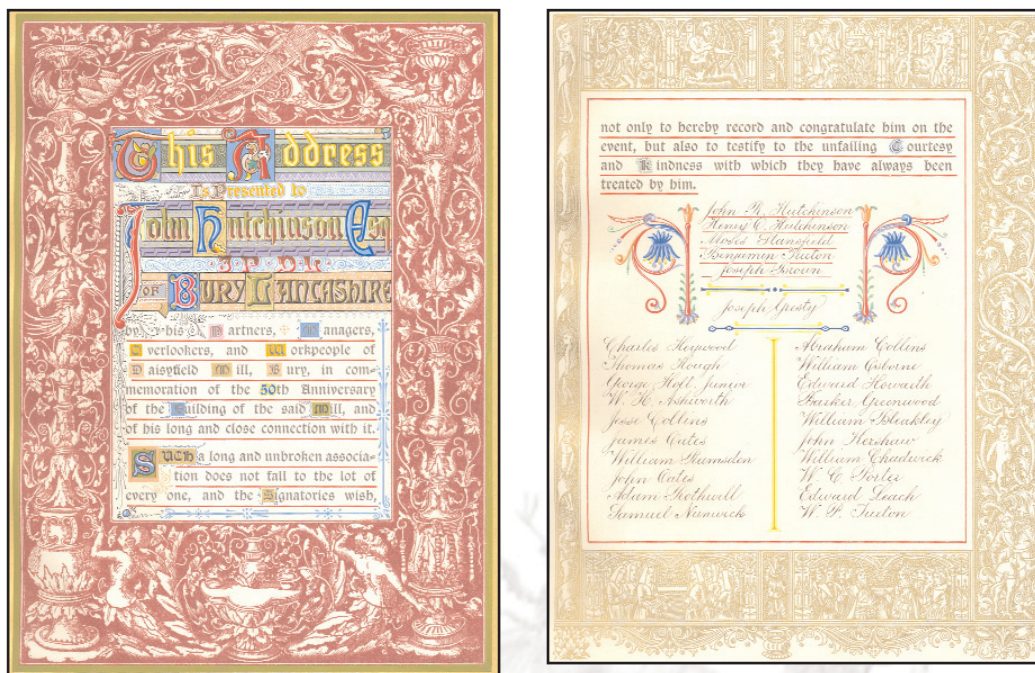 This Address
Is Presented to
John Hutchinson Esq
J.P. D.L.
OF BURY LANCASHIRE
by his Partners, Managers,
Overlookers, and Workpeople of
Daisyfield Mill, Bury, in com-
memoration of the 50th Anniversary
of the Building of the said Mill, and
of his long and close connection with it.
Such a long and unbroken associa-
tion does not fall to the lot of
every one, and the Signatories wish,
not only to hereby record and congratulate him on the
event, but also to testify to the unfailing Courtesy
and Kindness with which they have always been
treated by him.
John R. Hutchinson
Henry C. Hutchinson
Moses Stansfield
Benjamin Tuxton
Joseph Brown
Joseph Gristy
Charles Heywood
Thomas Hough
George Holt Junior
W. H. Ashworth
Jesse Collins
James Cates
William Ramsden
John Cates
Adam Rothwell
Samuel Renwick
Abraham Collins
William Osborne
Edward Howarth
Barker Greenwood
William Bleakley
John Kershaw
William Chadwick
W. C. Porter
Edward Leach
W. P. Tuxton